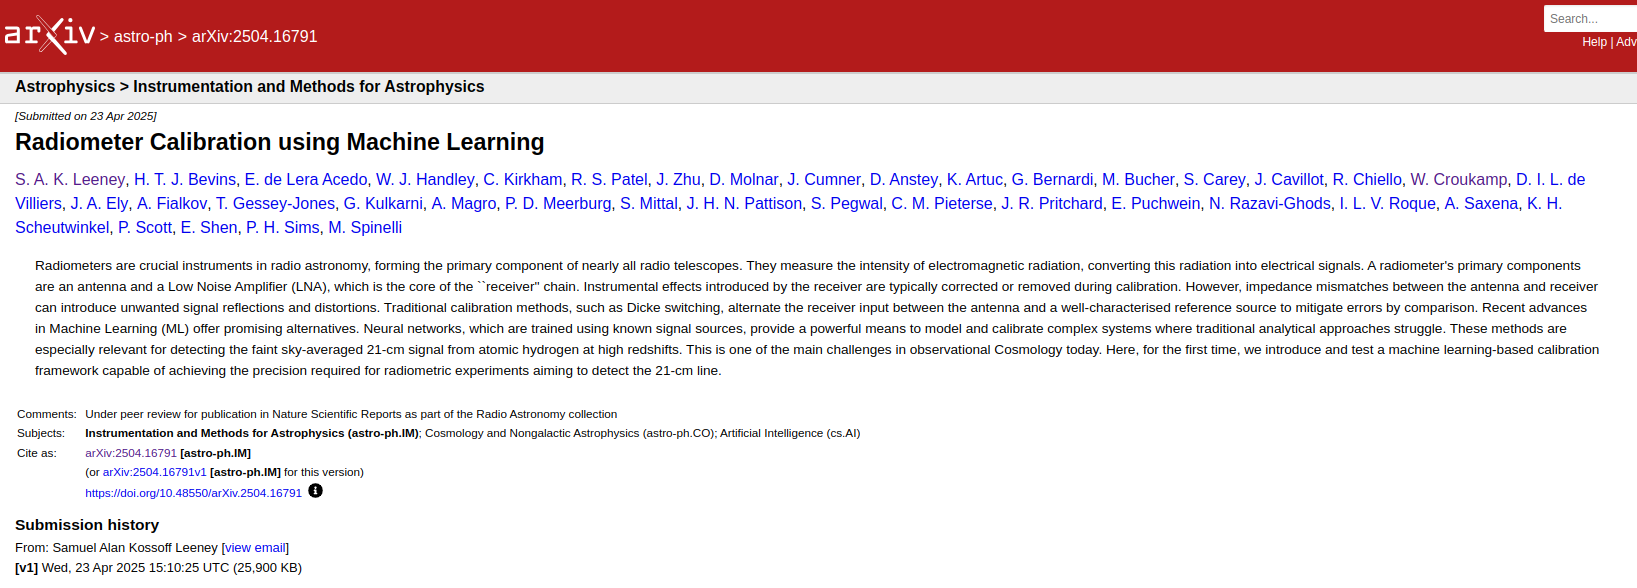 arXiv > astro-ph > arXiv:2504.16791
Search...
Help | Adv
Astrophysics > Instrumentation and Methods for Astrophysics
[Submitted on 23 Apr 2025]
Radiometer Calibration using Machine Learning
S. A. K. Leeney, H. T. J. Bevins, E. de Lera Acedo, W. J. Handley, C. Kirkham, R. S. Patel, J. Zhu, D. Molnar, J. Cumner, D. Anstey, K. Artuc, G. Bernardi, M. Bucher, S. Carey, J. Cavillot, R. Chiello, W. Croukamp, D. I. L. de
Villiers, J. A. Ely, A. Fialkov, T. Gessey-Jones, G. Kulkarni, A. Magro, P. D. Meerburg, S. Mittal, J. H. N. Pattison, S. Pegwal, C. M. Pieterse, J. R. Pritchard, E. Puchwein, N. Razavi-Ghods, I. L. V. Roque, A. Saxena, K. H.
Scheutwinkel, P. Scott, E. Shen, P. H. Sims, M. Spinelli
Radiometers are crucial instruments in radio astronomy, forming the primary component of nearly all radio telescopes. They measure the intensity of electromagnetic radiation, converting this radiation into electrical signals. A radiometer's primary components
are an antenna and a Low Noise Amplifier (LNA), which is the core of the ``receiver" chain. Instrumental effects introduced by the receiver are typically corrected or removed during calibration. However, impedance mismatches between the antenna and receiver
can introduce unwanted signal reflections and distortions. Traditional calibration methods, such as Dicke switching, alternate the receiver input between the antenna and a well-characterised reference source to mitigate errors by comparison. Recent advances
in Machine Learning (ML) offer promising alternatives. Neural networks, which are trained using known signal sources, provide a powerful means to model and calibrate complex systems where traditional analytical approaches struggle. These methods are
especially relevant for detecting the faint sky-averaged 21-cm signal from atomic hydrogen at high redshifts. This is one of the main challenges in observational Cosmology today. Here, for the first time, we introduce and test a machine learning-based calibration
framework capable of achieving the precision required for radiometric experiments aiming to detect the 21-cm line.
Comments: Under peer review for publication in Nature Scientific Reports as part of the Radio Astronomy collection
Subjects: Instrumentation and Methods for Astrophysics (astro-ph.IM); Cosmology and Nongalactic Astrophysics (astro-ph.CO); Artificial Intelligence (cs.AI)
Cite as: arXiv:2504.16791 [astro-ph.IM]
(or arXiv:2504.16791v1 [astro-ph.IM] for this version)
https://doi.org/10.48550/arXiv.2504.16791
Submission history
From: Samuel Alan Kossoff Leeney [view email]
[v1] Wed, 23 Apr 2025 15:10:25 UTC (25,900 KB)